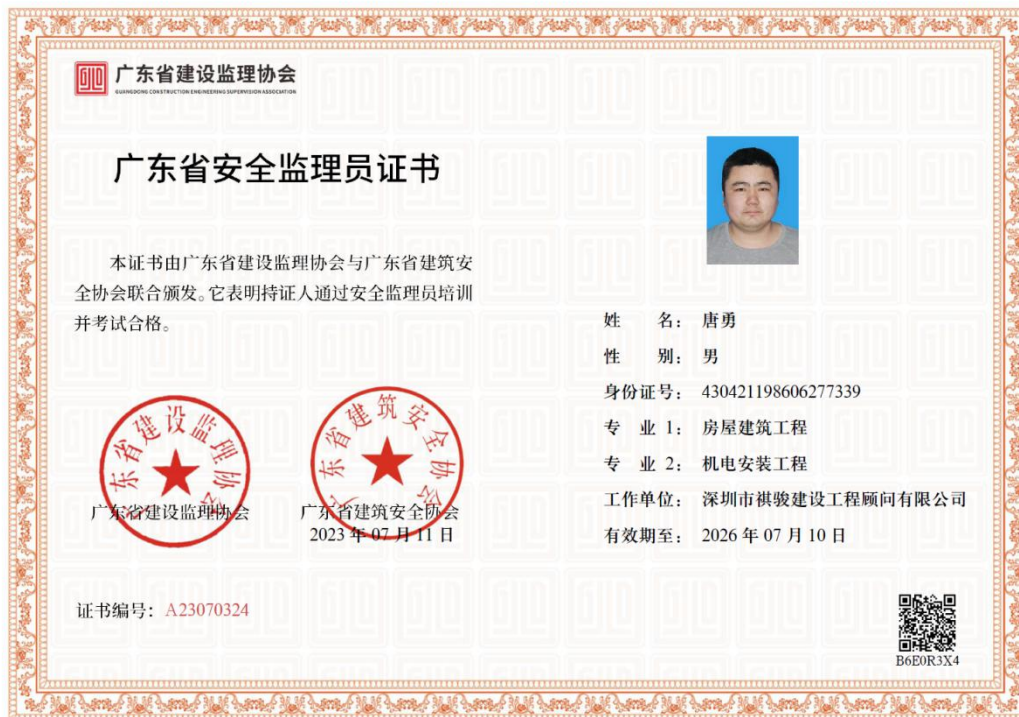 广东省建设监理协会
GUANGDONG CONSTRUCTION ENGINEERING SUPERVISION ASSOCIATION
广东省安全监理员证书
本证书由广东省建设监理协会与广东省建筑安
全协会联合颁发。它表明持证人通过安全监理员培训
并考试合格。
姓 名： 唐勇
性 别： 男
身份证号： 430421198606277339
专 业 1： 房屋建筑工程
专 业 2： 机电安装工程
工作单位： 深圳市祺骏建设工程顾问有限公司
有效期至： 2026 年 07 月 10 日
广东省建设监理协会
广东省建筑安全协会
广东省建设监理协会
广东省建筑安全协会
2023 年 07 月 11 日
证书编号：A23070324
B6E0R3X4